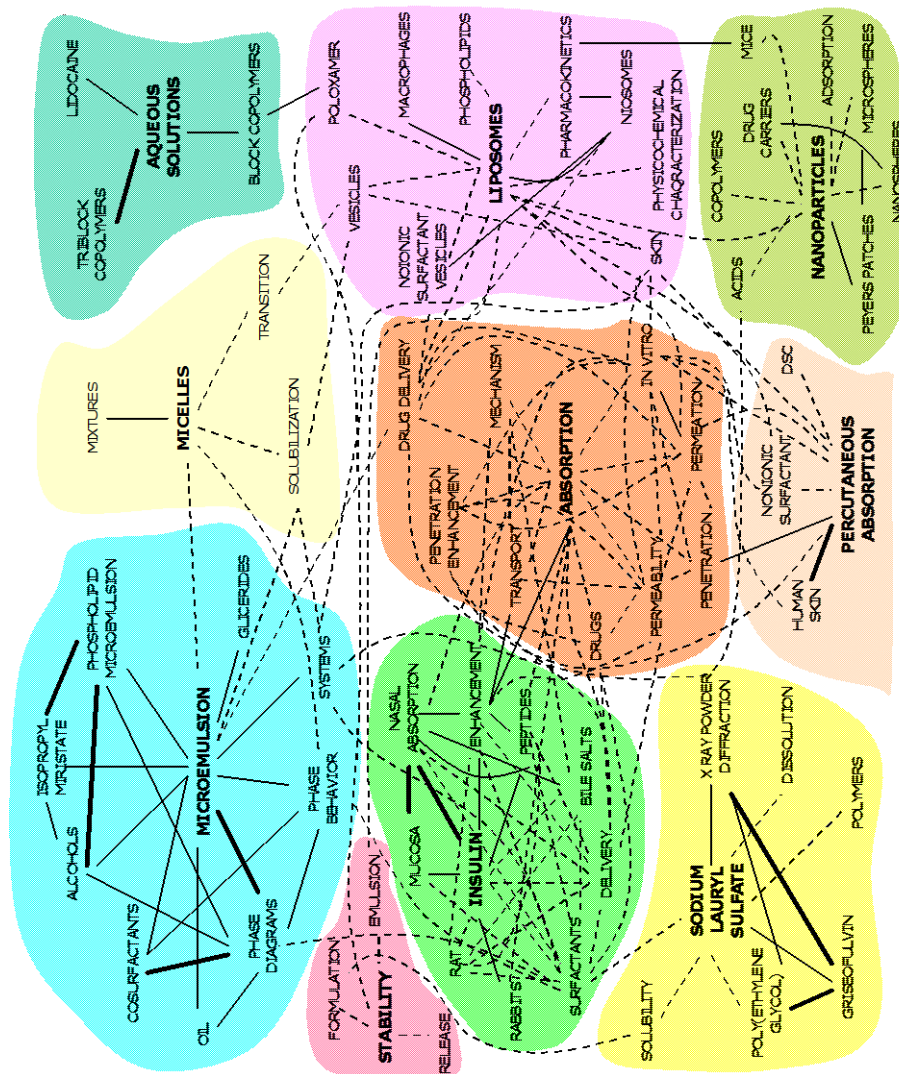 OIL
COSURFACTANTS
ALCOHOLS
ISOPROPYL
MIRISTATE
PHOSPHOLIPID
MICROEMULSION
PHASE
DIAGRAMS
MICROEMULSION
GLICERIDES
PHASE
BEHAVIOR
SYSTEMS
MIXTURES
MICELLES
TRANSITION
SOLUBILIZATION
LIDOCAINE
TRIBLOCK
COPOLYMERS
AQUEOUS
SOLUTIONS
BLOCK COPOLYMERS
FORMULATION
EMULSION
STABILITY
RELEASE
NASAL
ABSORPTION
MUCOSA
RAT
INSULIN
ENHANCEMENT
RABBITS
PEPTIDES
SURFACTANTS
BILE SALTS
DELIVERY
DRUG DELIVERY
PENETRATION
ENHANCEMENT
MECHANISM
TRANSPORT
ABSORPTION
DRUGS
IN VITRO
PERMEABILITY
PERMEATION
PENETRATION
POLOXAMER
VESICLES
MACROPHAGES
NOIONIC
SURFACTANT
VESICLES
PHOSPHOLIPIDS
LIPOSOMES
PHARMACOKINETICS
NIOSOMES
SKIN
PHYSICOCHEMICAL
CHAQRACTERIZATION
SOLUBILITY
SODIUM
LAURYL
SULFATE
X RAY POWDER
DIFFRACTION
POLY(ETHYLENE
GLYCOL)
DISSOLUTION
GRISEOFULVIN
POLYMERS
NONIONIC
SURFACTANT
DSC
HUMAN
SKIN
PERCUTANEOUS
ABSORPTION
ACIDS
COPOLYMERS
DRUG
CARRIERS
MICE
NANOPARTICLES
ADSORPTION
PEYERS PATCHES
MICROSPHERES
NANOSPHERES